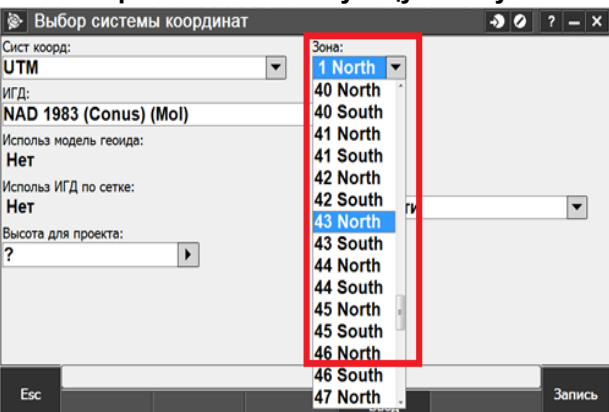 Выбор системы координат
? — ×
Сист коорд:
UTM
Зона:
1 North
ИГД:
NAD 1983 (Conus) (Mol)
Использ модель геоида:
Нет
Использ ИГД по сетке:
Нет
Высота для проекта:
?
40 North
40 South
41 North
41 South
42 North
42 South
43 North
43 South
44 North
44 South
45 North
45 South
46 North
46 South
47 North
Esc
Запись